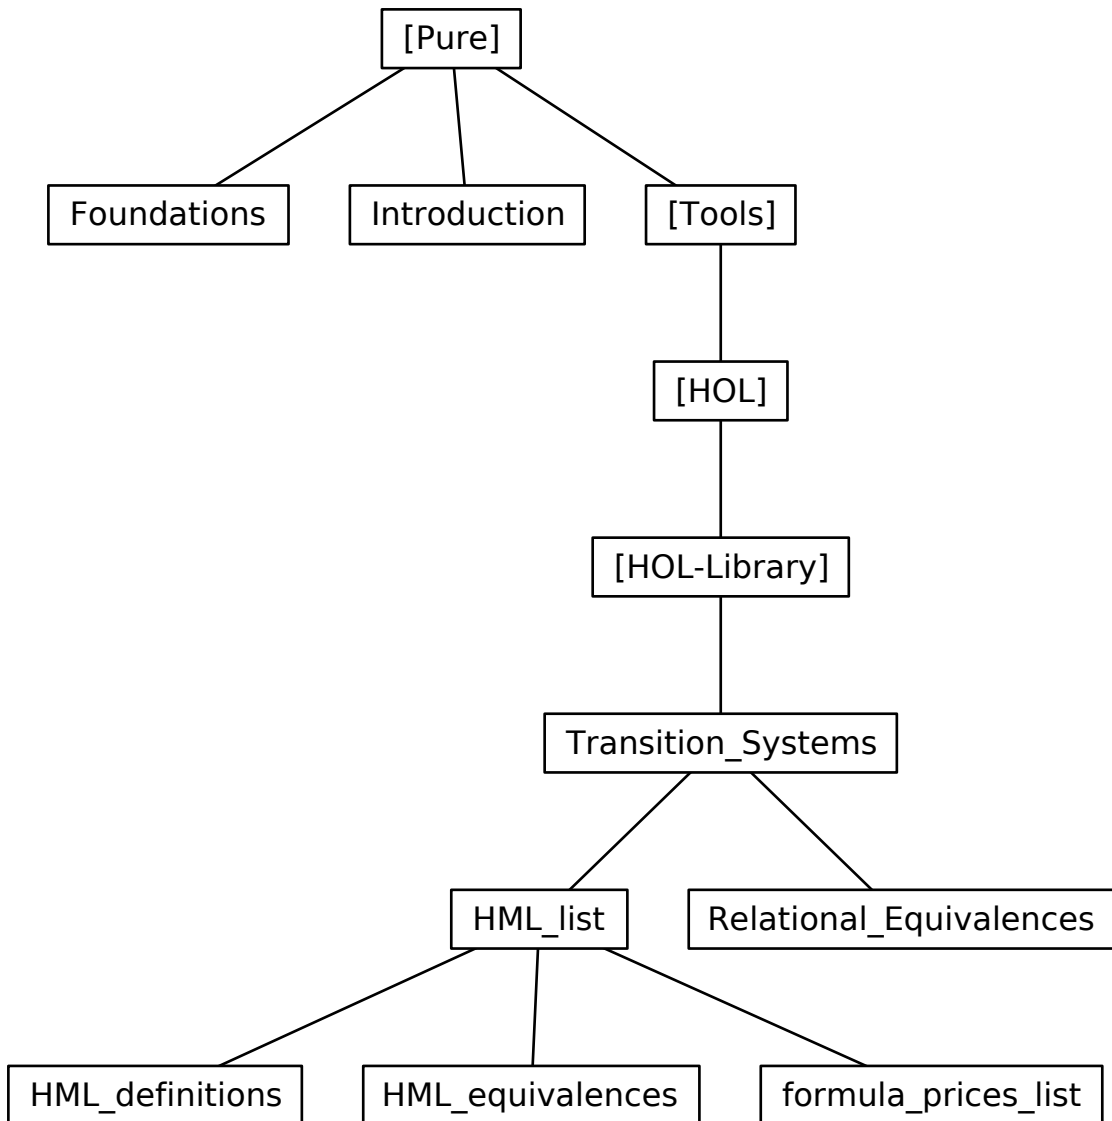 [Pure]
Foundations
Introduction
[Tools]
[HOL]
[HOL-Library]
Transition_Systems
HML_list
Relational_Equivalences
HML_definitions
HML_equivalences
formula_prices_list